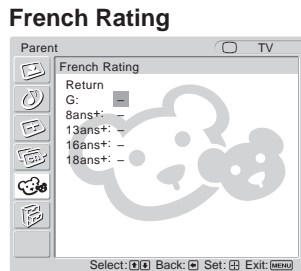 French Rating
Parent TV
French Rating
Return
G: –
8ans+: –
13ans+: –
16ans+: –
18ans+: –
Select: Back: Set: Exit: MENU